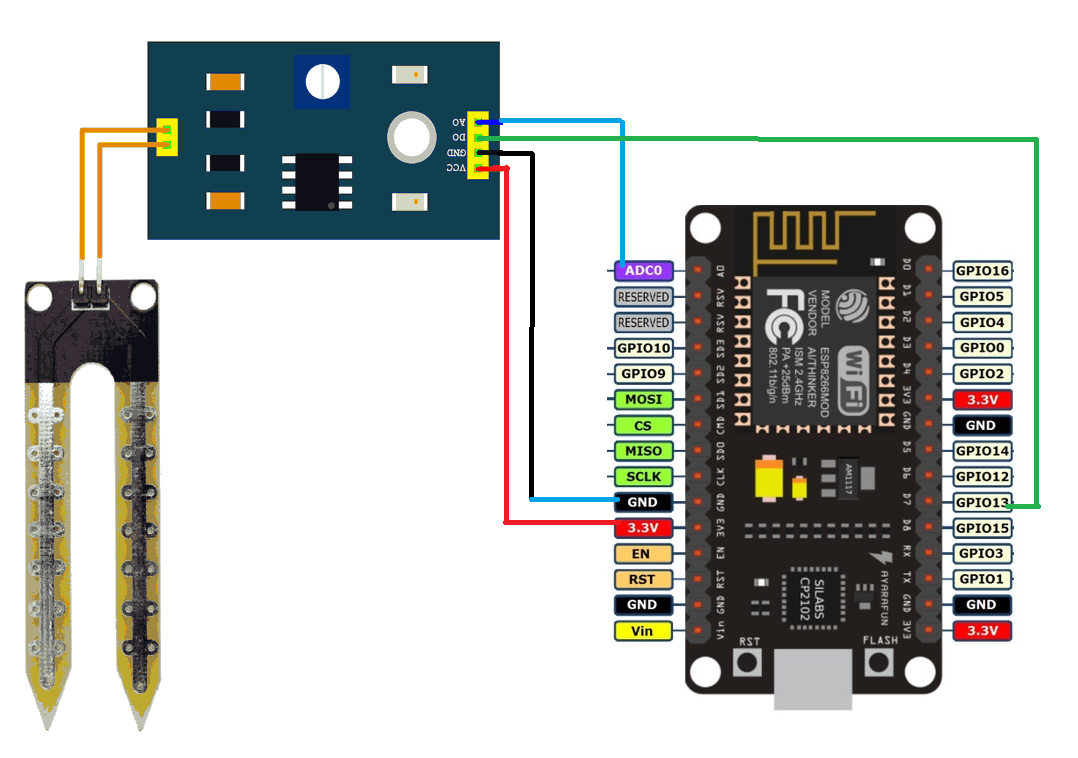 AO
DO
GND
VCC
ADC0
RESERVED
RESERVED
GPIO10
GPIO9
MOSI
CS
MISO
SCLK
GND
3.3V
EN
RST
GND
Vin
A0
RSV
RSV
SD3
SD2
SD1
CMD
SD0
CLK
GND
3V3
EN
RST
GND
Vin
MODEL
VENDOR
ESP8266MOD
AI/THINKER
ISM 2.4GHz
PA +25dBm
802.11b/g/n
FC
Wi Fi
AM1117
SILABS
CP2102
AYARAFUN
RST
FLASH
D0
D1
D2
D3
D4
3V3
GND
D5
D6
D7
D8
RX
TX
GND
3V3
GPIO16
GPIO5
GPIO4
GPIO0
GPIO2
3.3V
GND
GPIO14
GPIO12
GPIO13
GPIO15
GPIO3
GPIO1
GND
3.3V